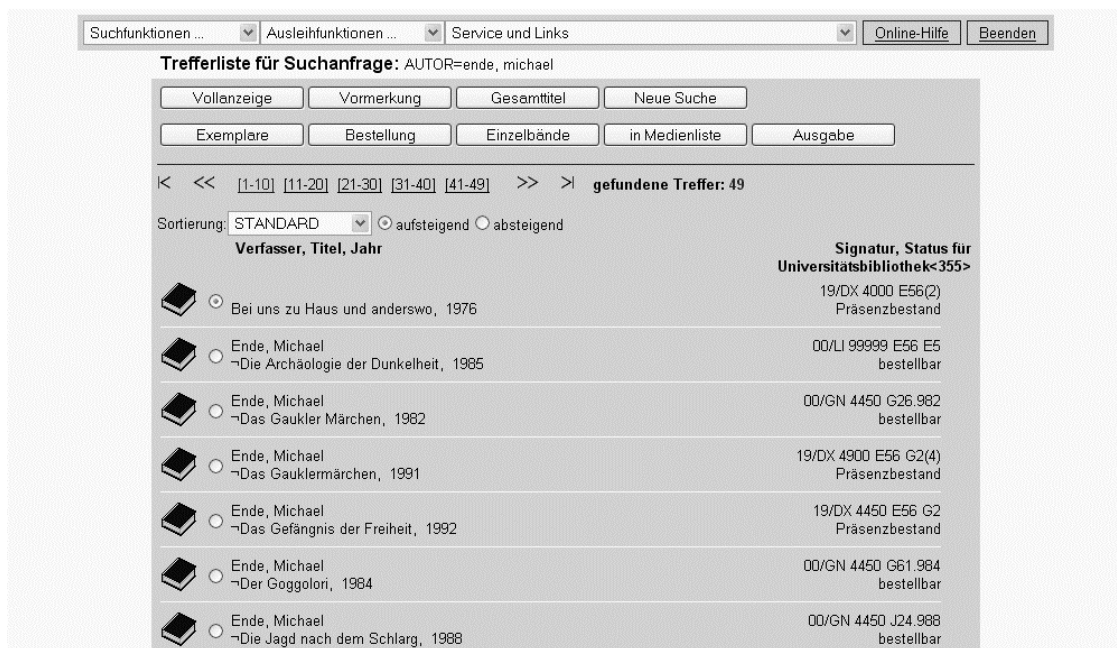 Suchfunktionen ... Ausleihfunktionen ... Service und Links Online-Hilfe Beenden
Trefferliste für Suchanfrage: AUTOR=ende, michael
Vollanzeige Vormerkung Gesamttitel Neue Suche
Exemplare Bestellung Einzelbände in Medienliste Ausgabe
|< << [1-10] [11-20] [21-30] [31-40] [41-49] >> >| gefundene Treffer: 49
Sortierung: STANDARD aufsteigend absteigend
Verfasser, Titel, Jahr Signatur, Status für
Universitätsbibliothek<355>
19/DX 4000 E56(2)
Bei uns zu Haus und anderswo, 1976 Präsenzbestand
Ende, Michael 00/LI 99999 E56 E5
¬Die Archäologie der Dunkelheit, 1985 bestellbar
Ende, Michael 00/GN 4450 G26.982
¬Das Gaukler Märchen, 1982 bestellbar
Ende, Michael 19/DX 4900 E56 G2(4)
¬Das Gauklermärchen, 1991 Präsenzbestand
Ende, Michael 19/DX 4450 E56 G2
¬Das Gefängnis der Freiheit, 1992 Präsenzbestand
Ende, Michael 00/GN 4450 G61.984
¬Der Goggolori, 1984 bestellbar
Ende, Michael 00/GN 4450 J24.988
¬Die Jagd nach dem Schlarg, 1988 bestellbar